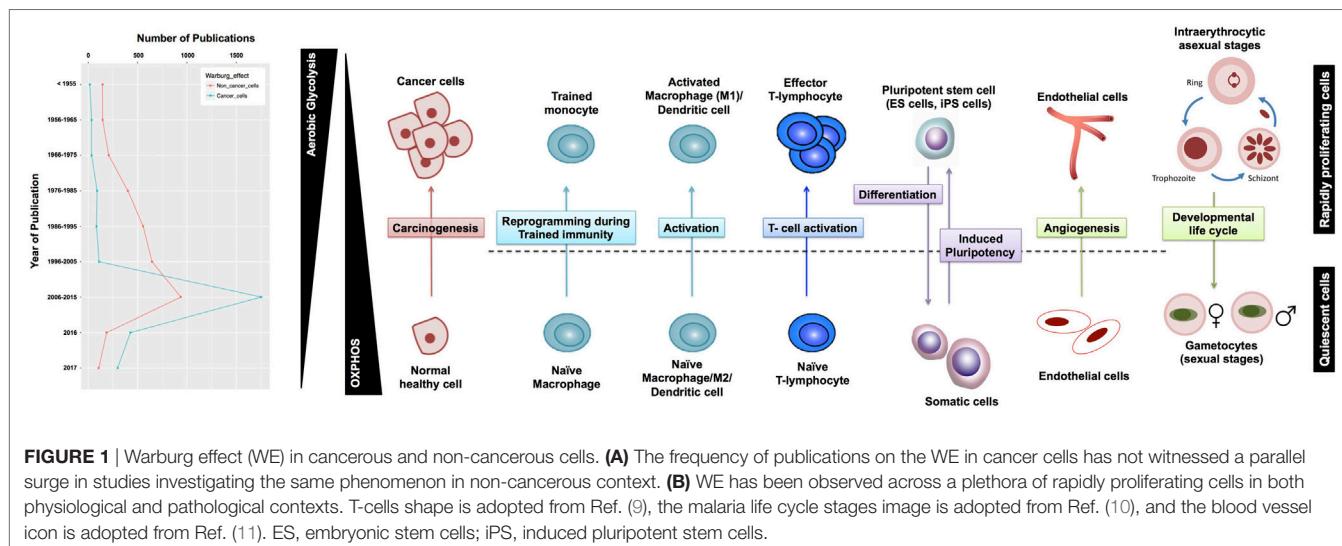 Number of Publications
0 500 1000 1500
Year of Publication
< 1955
1956-1965
1966-1975
1976-1985
1986-1995
1996-2005
2006-2015
2016
2017
Warburg_effect
Non_cancer_cells
Cancer_cells
Aerobic Glycolysis
OXPHOS
Cancer cells
Carcinogenesis
Normal
healthy cell
Trained
monocyte
Reprogramming during
Trained immunity
Naïve
Macrophage
Activated
Macrophage (M1)/
Dendritic cell
Activation
Naïve
Macrophage/M2/
Dendritic cell
Effector
T-lymphocyte
T- cell activation
Naïve
T-lymphocyte
Pluripotent stem cell
(ES cells, iPS cells)
Differentiation
Induced
Pluripotency
Somatic cells
Endothelial cells
Angiogenesis
Endothelial cells
Intraerythrocytic
asexual stages
Ring
Trophozoite
Schizont
Developmental
life cycle
♀
♂
Gametocytes
(sexual stages)
Rapidly proliferating cells
Quiescent cells
FIGURE 1 | Warburg effect (WE) in cancerous and non-cancerous cells. (A) The frequency of publications on the WE in cancer cells has not witnessed a parallel
surge in studies investigating the same phenomenon in non-cancerous context. (B) WE has been observed across a plethora of rapidly proliferating cells in both
physiological and pathological contexts. T-cells shape is adopted from Ref. (9), the malaria life cycle stages image is adopted from Ref. (10), and the blood vessel
icon is adopted from Ref. (11). ES, embryonic stem cells; iPS, induced pluripotent stem cells.